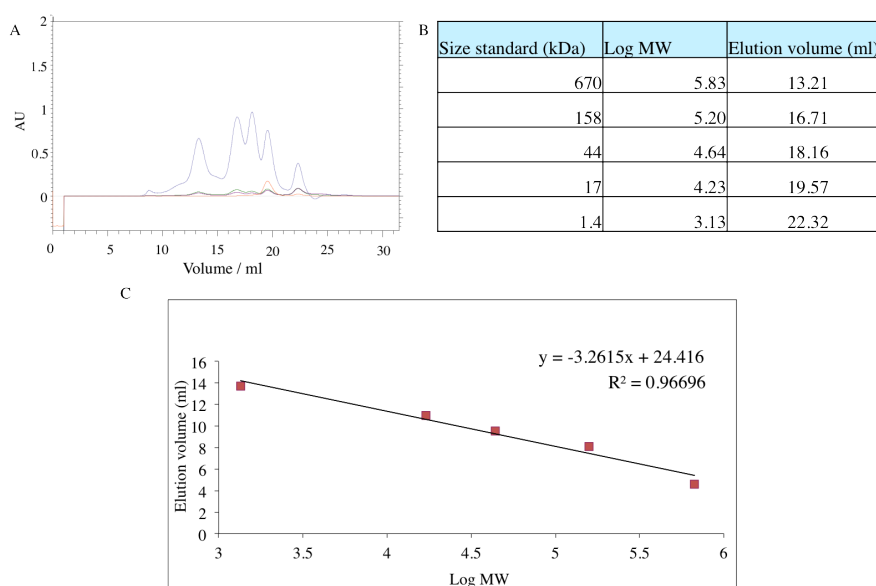 A
2
1.5
1
0.5
0
AU
0 5 10 15 20 25 30
Volume / ml
B
Size standard (kDa) Log MW Elution volume (ml)
670 5.83 13.21
158 5.20 16.71
44 4.64 18.16
17 4.23 19.57
1.4 3.13 22.32
C
y = -3.2615x + 24.416
R² = 0.96696
Elution volume (ml)
16
14
12
10
8
6
4
2
0
3 3.5 4 4.5 5 5.5 6
Log MW